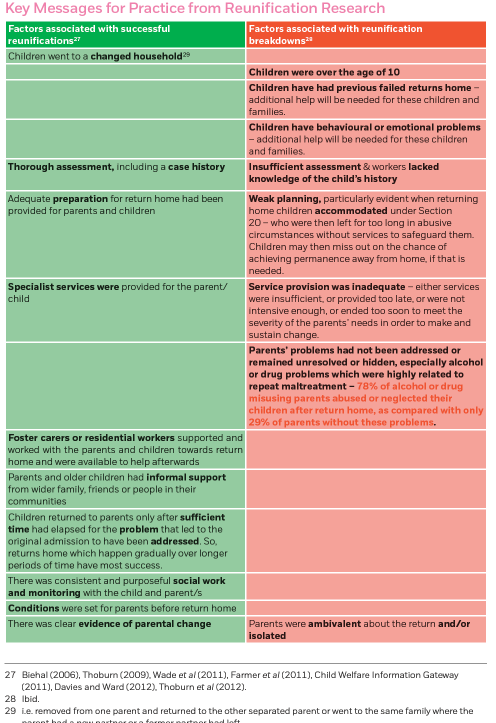 Key Messages for Practice from Reunification Research
Factors associated with successful
reunifications27
Factors associated with reunification
breakdowns28
Children went to a changed household29
Children were over the age of 10
Children have had previous failed returns home –
additional help will be needed for these children and
families.
Children have behavioural or emotional problems
– additional help will be needed for these children
and families.
Thorough assessment, including a case history
Insufficient assessment & workers lacked
knowledge of the child's history
Adequate preparation for return home had been
provided for parents and children
Weak planning, particularly evident when returning
home children accommodated under Section
20 – who were then left for too long in abusive
circumstances without services to safeguard them.
Children may then miss out on the chance of
achieving permanence away from home, if that is
needed.
Specialist services were provided for the parent/
child
Service provision was inadequate – either services
were insufficient, or provided too late, or were not
intensive enough, or ended too soon to meet the
severity of the parents' needs in order to make and
sustain change.
Parents' problems had not been addressed or
remained unresolved or hidden, especially alcohol
or drug problems which were highly related to
repeat maltreatment – 78% of alcohol or drug
misusing parents abused or neglected their
children after return home, as compared with only
29% of parents without these problems.
Foster carers or residential workers supported and
worked with the parents and children towards return
home and were available to help afterwards
Parents and older children had informal support
from wider family, friends or people in their
communities
Children returned to parents only after sufficient
time had elapsed for the problem that led to the
original admission to have been addressed. So,
returns home which happen gradually over longer
periods of time have most success.
There was consistent and purposeful social work
and monitoring with the child and parent/s
Conditions were set for parents before return home
There was clear evidence of parental change
Parents were ambivalent about the return and/or
isolated
27 Biehal (2006), Thoburn (2009), Wade et al (2011), Farmer et al (2011), Child Welfare Information Gateway
(2011), Davies and Ward (2012), Thoburn et al (2012).
28 Ibid.
29 i.e. removed from one parent and returned to the other separated parent or went to the same family where the
parent had a new partner or a former partner had left